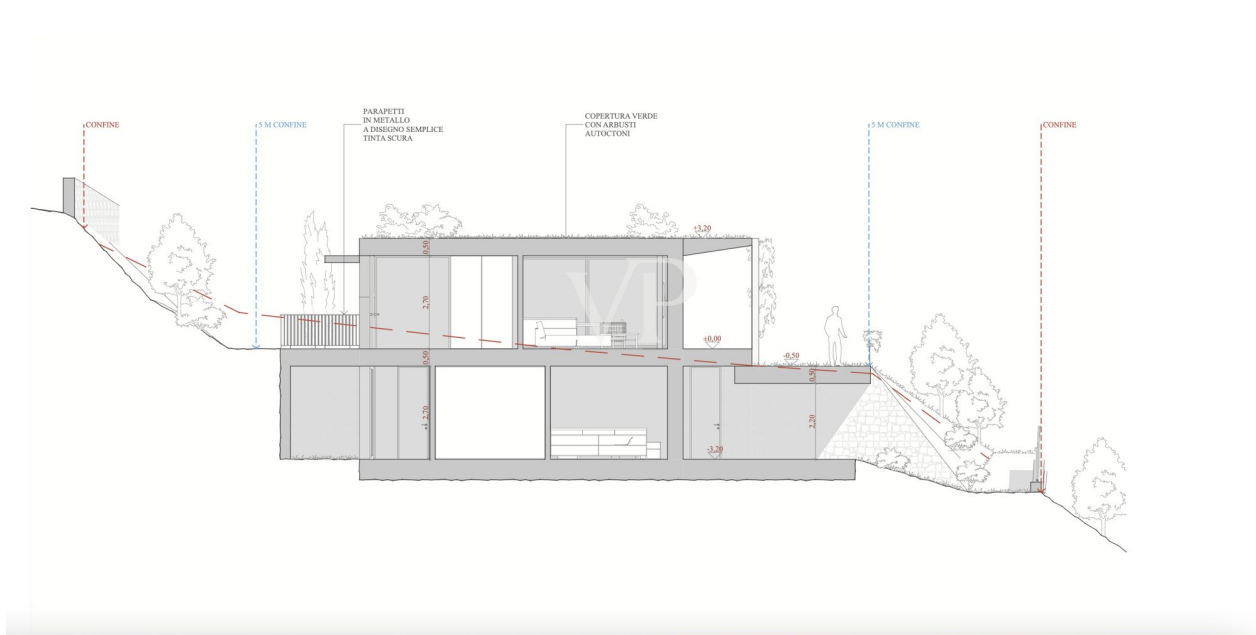 PARAPETTI
IN METALLO
A DISEGNO SEMPLICE
TINTA SCURA
COPERTURA VERDE
CON ARBUSTI
AUTOCTONI
CONFINE
5 M CONFINE
5 M CONFINE
CONFINE
+3,20
0,50
2,70
VP
±0,00
-0,50
0,50
0,50
2,70
2,20
-3,20